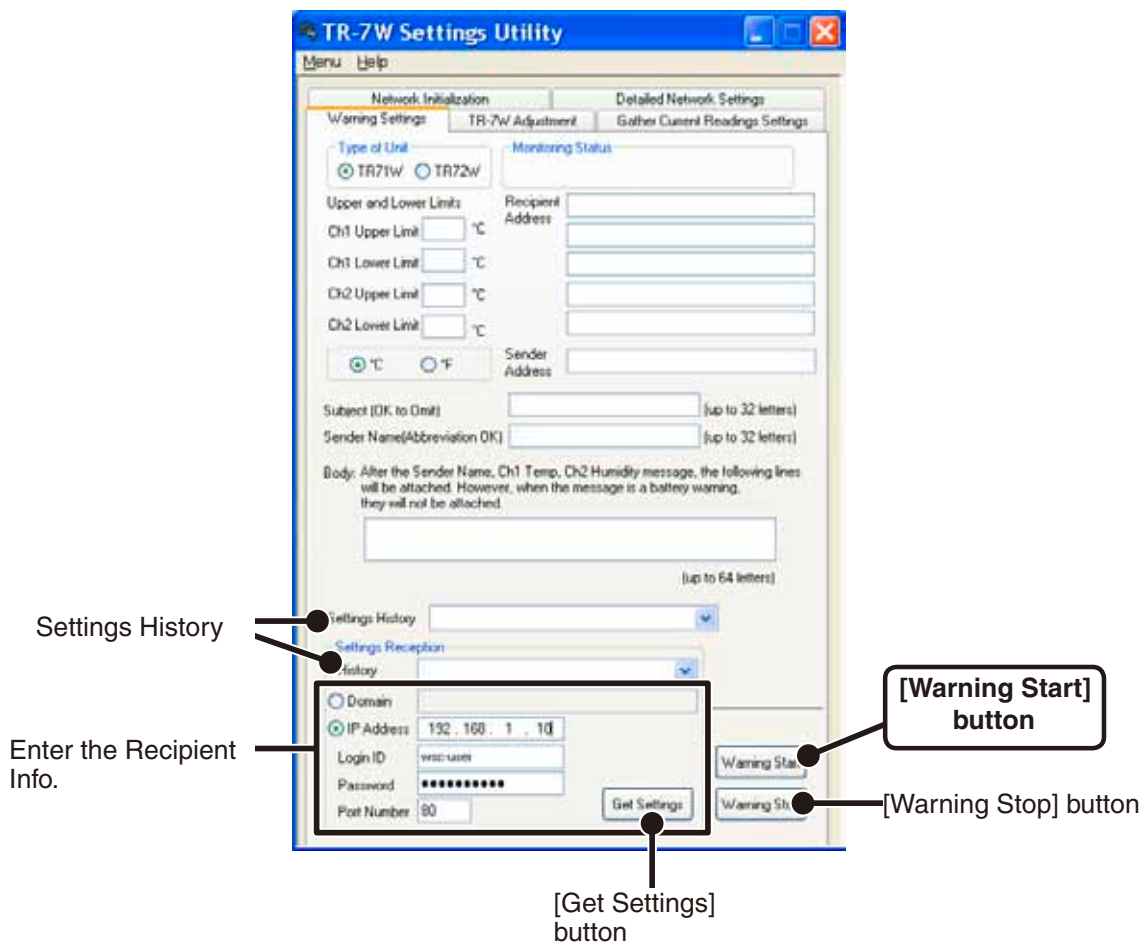 TR-7W Settings Utility
Menu Help
Network Initialization
Detailed Network Settings
Warning Settings
TR-7W Adjustment
Gather Current Readings Settings
Type of Unit
TR71W TR72W
Monitoring Status
Upper and Lower Limits
Ch1 Upper Limit °C
Ch1 Lower Limit °C
Ch2 Upper Limit °C
Ch2 Lower Limit °C
°C °F
Recipient
Address
Sender
Address
Subject (OK to Omit) (up to 32 letters)
Sender Name(Abbreviation OK) (up to 32 letters)
Body: After the Sender Name, Ch1 Temp, Ch2 Humidity message, the following lines
will be attached. However, when the message is a battery warning,
they will not be attached.
(up to 64 letters)
Settings History
Settings History
Settings Reception
History
Domain
IP Address 192 . 168 . 1 . 10
Login ID wsc-user
Password ●●●●●●●●●●
Port Number 80
Get Settings
Warning Star
Warning St
Enter the Recipient
Info.
[Warning Start]
button
[Warning Stop] button
[Get Settings]
button